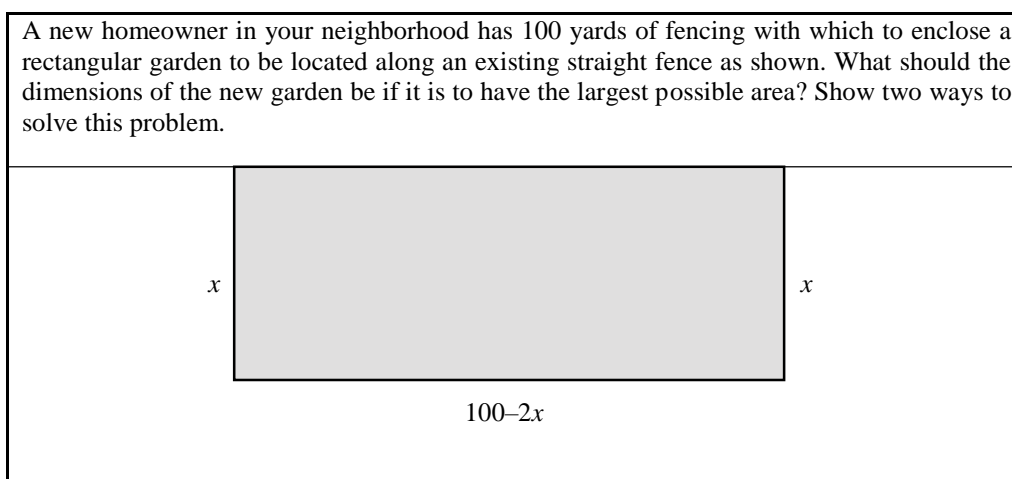 A new homeowner in your neighborhood has 100 yards of fencing with which to enclose a
rectangular garden to be located along an existing straight fence as shown. What should the
dimensions of the new garden be if it is to have the largest possible area? Show two ways to
solve this problem.
x x
100–2x